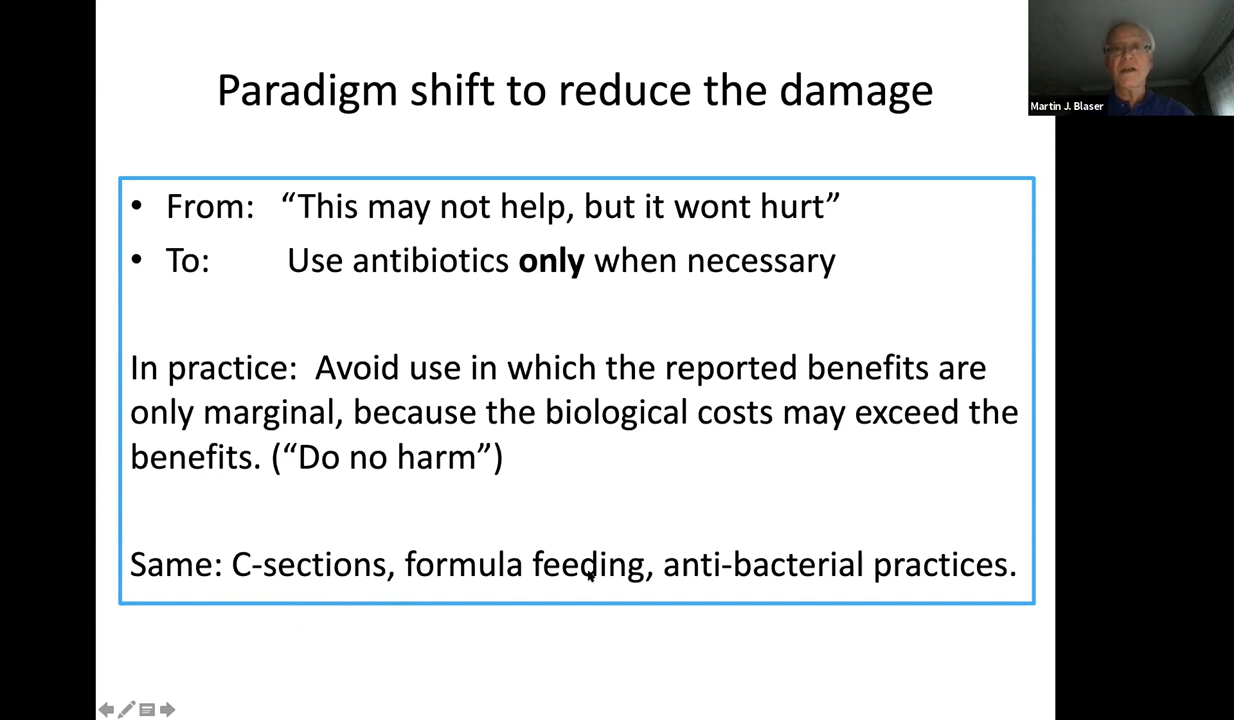 Paradigm shift to reduce the damage
Martin J. Blaser
• From: “This may not help, but it wont hurt”
• To: Use antibiotics only when necessary
In practice: Avoid use in which the reported benefits are
only marginal, because the biological costs may exceed the
benefits. (“Do no harm”)
Same: C-sections, formula feeding, anti-bacterial practices.